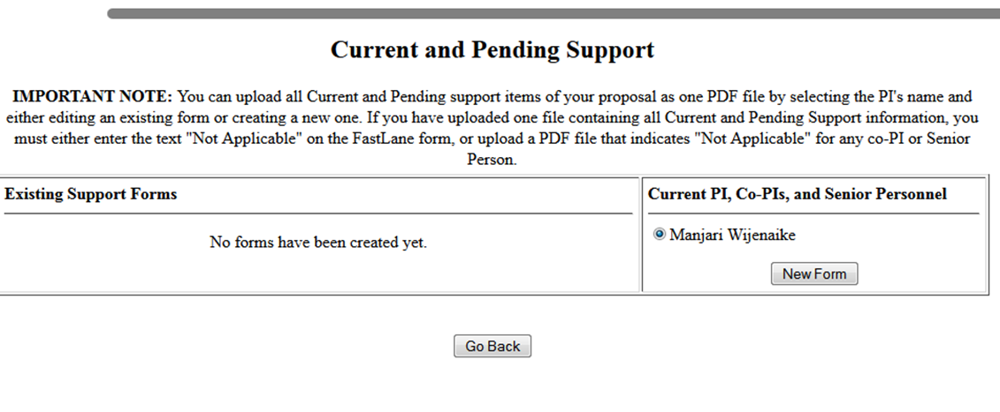 Current and Pending Support
IMPORTANT NOTE: You can upload all Current and Pending support items of your proposal as one PDF file by selecting the PI's name and
either editing an existing form or creating a new one. If you have uploaded one file containing all Current and Pending Support information, you
must either enter the text "Not Applicable" on the FastLane form, or upload a PDF file that indicates "Not Applicable" for any co-PI or Senior
Person.
Existing Support Forms
No forms have been created yet.
Current PI, Co-PIs, and Senior Personnel
Manjari Wijenaike
New Form
Go Back